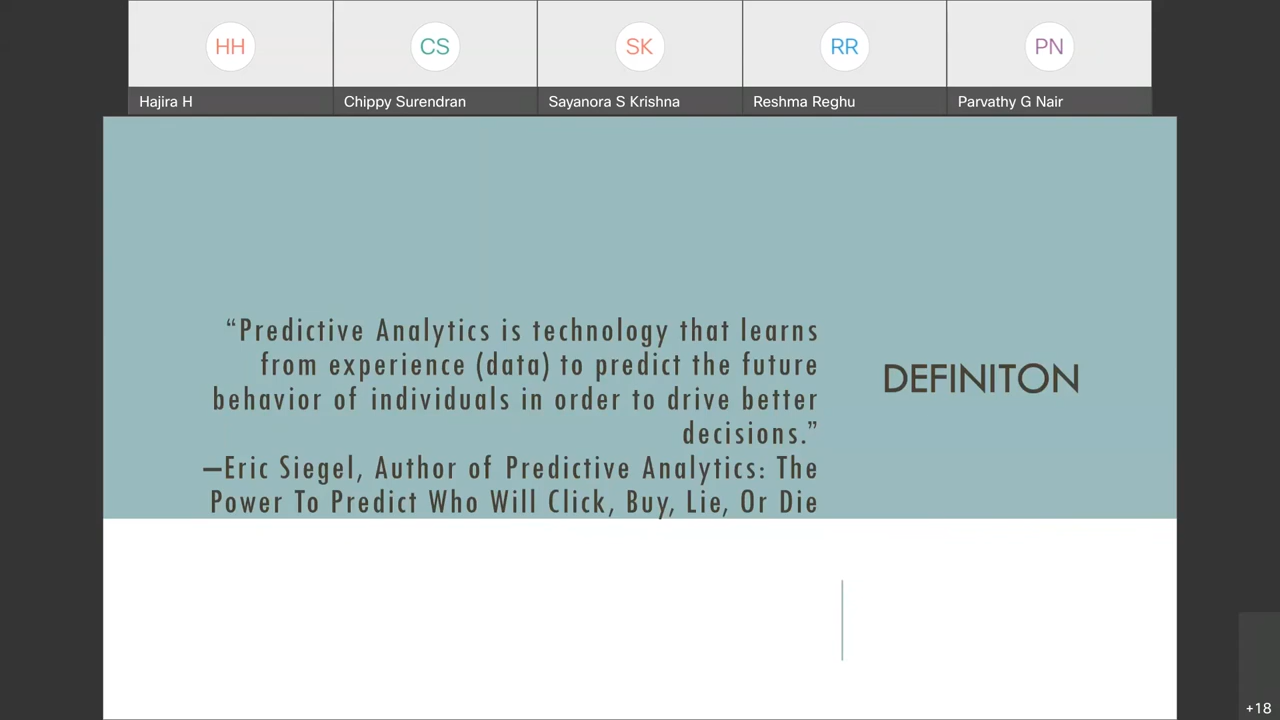 HH
CS
SK
RR
PN
Hajira H
Chippy Surendran
Sayanora S Krishna
Reshma Reghu
Parvathy G Nair
“Predictive Analytics is technology that learns
from experience (data) to predict the future
behavior of individuals in order to drive better
decisions.”
—Eric Siegel, Author of Predictive Analytics: The
Power To Predict Who Will Click, Buy, Lie, Or Die
DEFINITON
+18